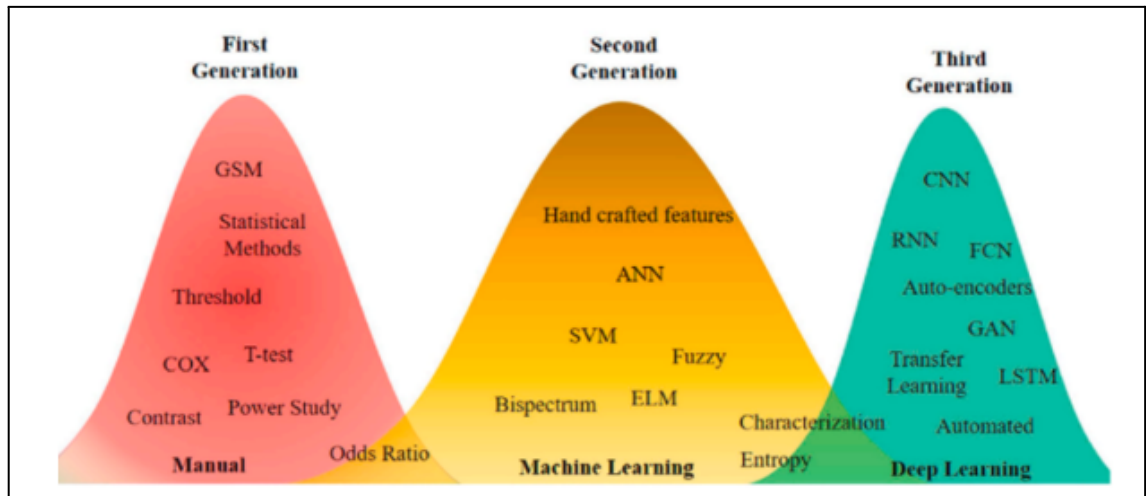 First
Generation
GSM
Statistical
Methods
Threshold
COX
T-test
Contrast
Power Study
Manual
Odds Ratio
Second
Generation
Hand crafted features
ANN
SVM
Fuzzy
Bispectrum
ELM
Machine Learning
Characterization
Entropy
Third
Generation
CNN
RNN
FCN
Auto-encoders
GAN
Transfer
Learning
LSTM
Automated
Deep Learning